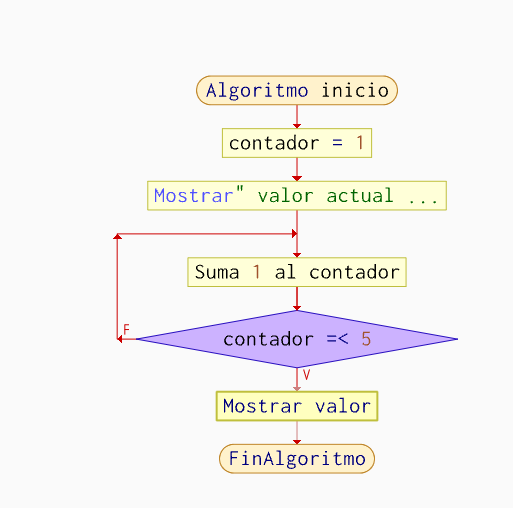 Algoritmo inicio
contador = 1
Mostrar" valor actual ...
Suma 1 al contador
F
contador =< 5
V
Mostrar valor
FinAlgoritmo